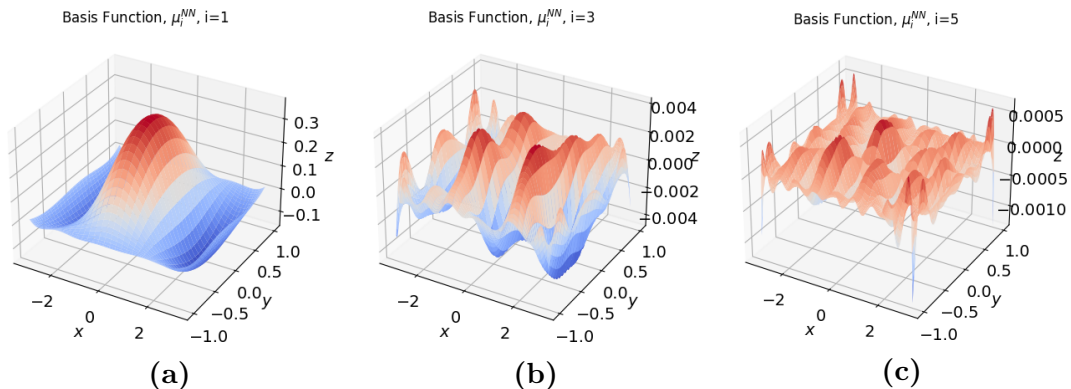 Basis Function, μ_i^{NN}, i=1
0.3
0.2
0.1
0.0
−0.1
z
−2
0
2
x
1.0
0.5
0.0
−0.5
−1.0
y
(a)
Basis Function, μ_i^{NN}, i=3
0.004
0.002
0.000
−0.002
−0.004
z
−2
0
2
x
1.0
0.5
0.0
−0.5
−1.0
y
(b)
Basis Function, μ_i^{NN}, i=5
0.0005
0.0000
−0.0005
−0.0010
z
−2
0
2
x
1.0
0.5
0.0
−0.5
−1.0
y
(c)